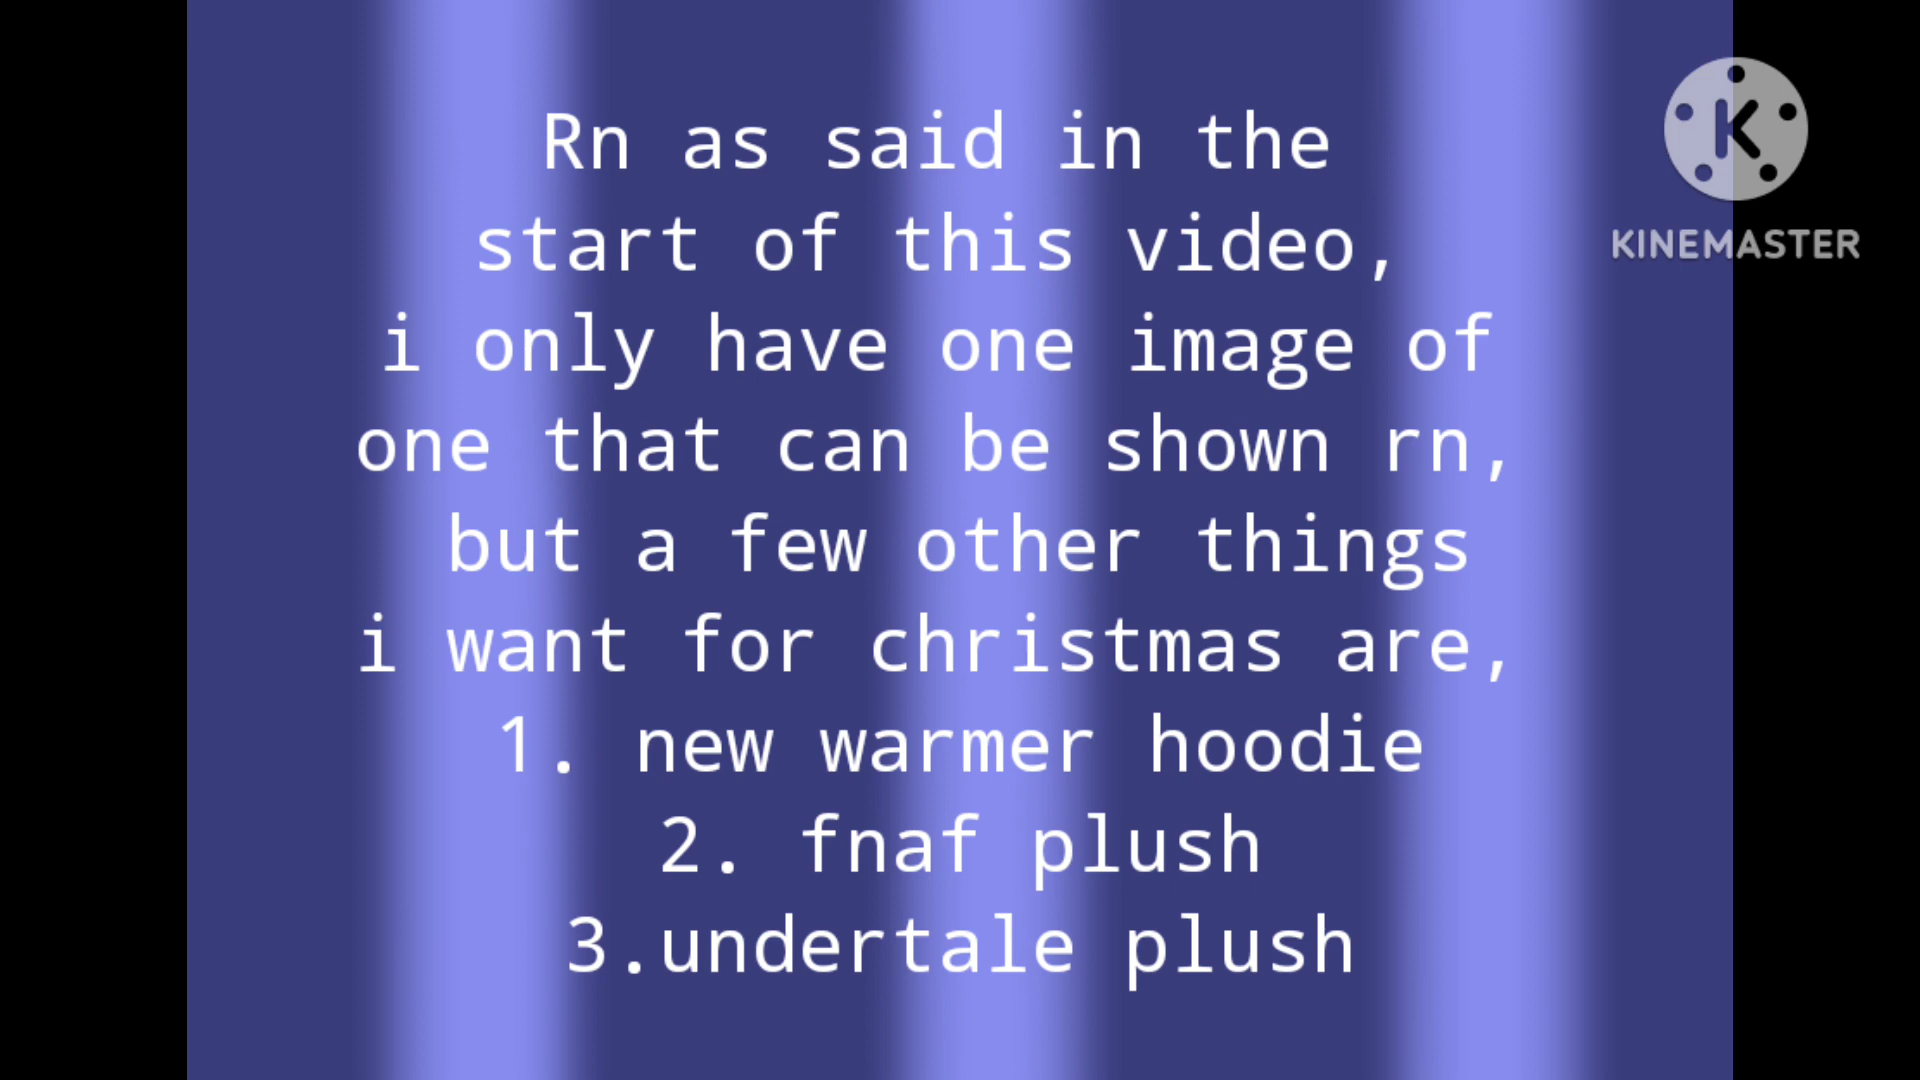 Rn as said in the
start of this video,
i only have one image of
one that can be shown rn,
but a few other things
i want for christmas are,
1. new warmer hoodie
2. fnaf plush
3.undertale plush
K
KINEMASTER